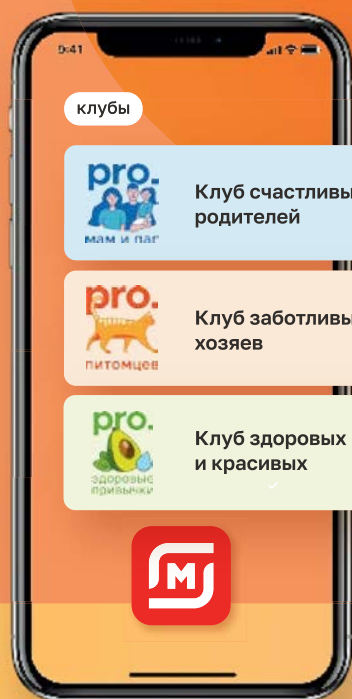 9:41
клубы
pro.
мам и пап
Клуб счастливы
родителей
pro.
питомцев
Клуб заботливы
хозяев
pro.
здоровые
привычки
Клуб здоровых
и красивых
М